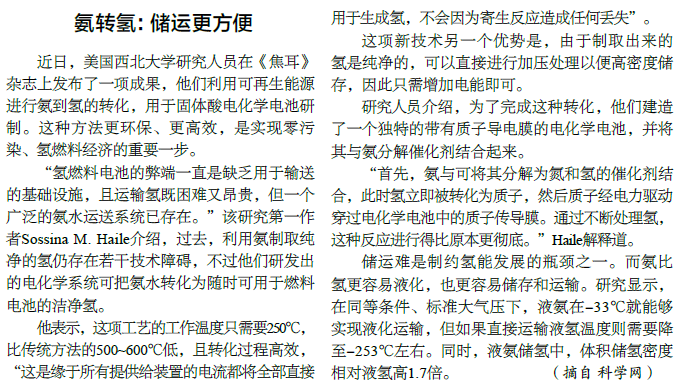 氨转氢：储运更方便
近日，美国西北大学研究人员在《焦耳》
杂志上发布了一项成果，他们利用可再生能源
进行氨到氢的转化，用于固体酸电化学电池研
制。这种方法更环保、更高效，是实现零污
染、氢燃料经济的重要一步。
“氢燃料电池的弊端一直是缺乏用于输送
的基础设施，且运输氢既困难又昂贵，但一个
广泛的氨水运送系统已存在。”该研究第一作
者Sossina M. Haile介绍，过去，利用氨制取纯
净的氢仍存在若干技术障碍，不过他们研发出
的电化学系统可把氨水转化为随时可用于燃料
电池的洁净氢。
他表示，这项工艺的工作温度只需要250℃，
比传统方法的500~600℃低，且转化过程高效，
“这是缘于所有提供给装置的电流都将全部直接
用于生成氢，不会因为寄生反应造成任何丢失”。
这项新技术另一个优势是，由于制取出来的
氢是纯净的，可以直接进行加压处理以便高密度储
存，因此只需增加电能即可。
研究人员介绍，为了完成这种转化，他们建造
了一个独特的带有质子导电膜的电化学电池，并将
其与氨分解催化剂结合起来。
“首先，氨与可将其分解为氮和氢的催化剂结
合，此时氢立即被转化为质子，然后质子经电力驱动
穿过电化学电池中的质子传导膜。通过不断处理氢，
这种反应进行得比原本更彻底。”Haile解释道。
储运难是制约氢能发展的瓶颈之一。而氨比
氢更容易液化，也更容易储存和运输。研究显示，
在同等条件、标准大气压下，液氨在-33℃就能够
实现液化运输，但如果直接运输液氢温度则需要降
至-253℃左右。同时，液氨储氢中，体积储氢密度
相对液氢高1.7倍。 （摘自 科学网）